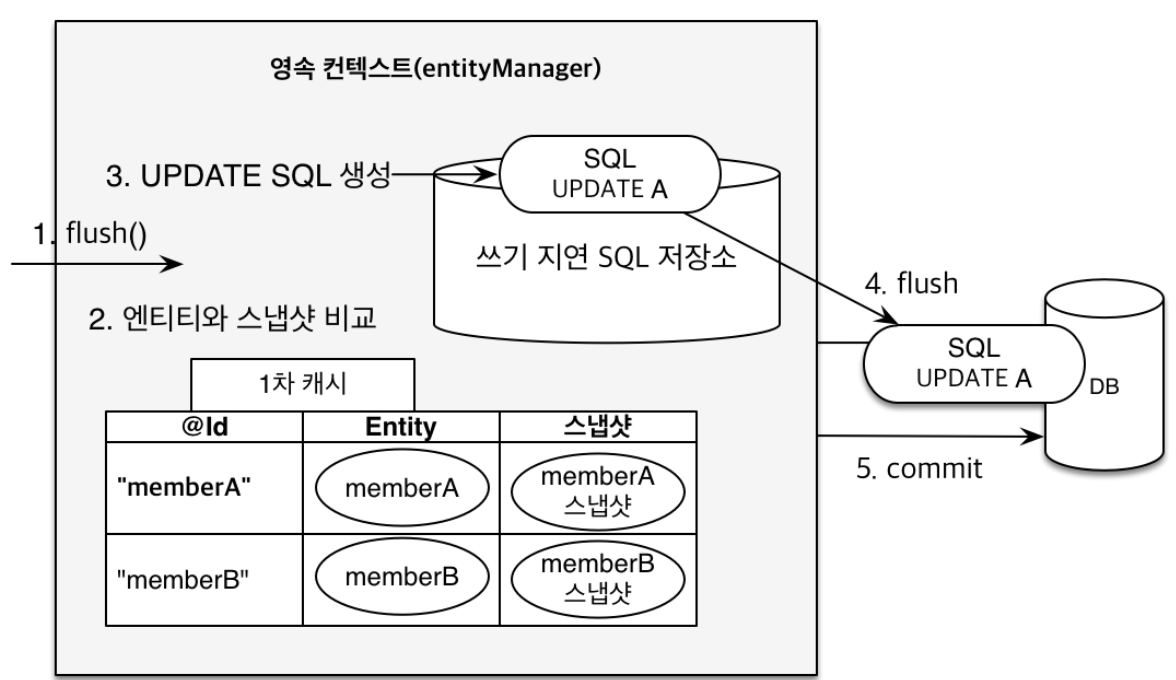 영속 컨텍스트(entityManager)
3. UPDATE SQL 생성
SQL
UPDATE A
쓰기 지연 SQL 저장소
1. flush()
2. 엔티티와 스냅샷 비교
4. flush
SQL
UPDATE A
DB
5. commit
1차 캐시
@Id Entity 스냅샷
"memberA" memberA memberA
스냅샷
"memberB" memberB memberB
스냅샷